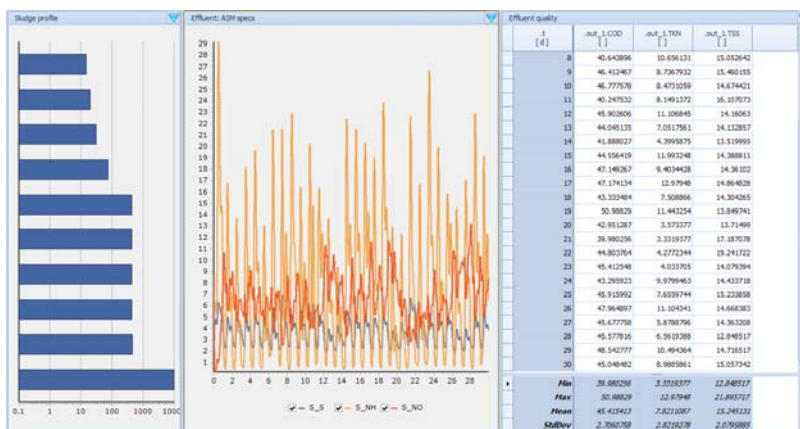 Sludge profile
0.1 1 10 100 1000
Effluent: ASM specs
29
28
27
26
25
24
23
22
21
20
19
18
17
16
15
14
13
12
11
10
9
8
7
6
5
4
3
2
1
0 2 4 6 8 10 12 14 16 18 20 22 24 26 28
S_S S_NH S_NO
Effluent quality
.t .out_1.COD .out_1.TKN .out_1.TSS
[d] [ ] [ ] [ ]
8 40.643896 10.656131 15.052642
9 46.412467 8.7367932 15.460155
10 46.777578 8.4731059 14.674421
11 40.247532 8.1491372 16.107073
12 45.902606 11.106845 14.16063
13 44.045135 7.0517561 14.132857
14 41.888027 4.3995875 13.519995
15 44.556419 11.993248 14.388811
16 47.149267 9.4034428 14.36102
17 47.174134 12.97948 14.864828
18 43.333484 7.508866 14.304265
19 50.98829 11.443254 13.849741
20 42.951287 3.573377 13.71499
21 39.980256 3.3319377 17.187078
22 44.803764 4.2772344 19.241722
23 45.412548 4.033705 14.079394
24 43.295923 9.9799463 14.433718
25 45.915992 7.6559744 15.233858
26 47.964897 11.104341 14.668383
27 45.677758 5.8788796 14.363208
28 45.577816 6.5619388 12.848517
29 48.542777 10.494364 14.716517
30 45.048482 8.9885861 15.057342
Min 39.980256 3.3319377 12.848517
Max 50.98829 12.97948 21.895717
Mean 45.415413 7.8211087 15.245131
StdDev 2.7060758 2.8219278 2.0795885